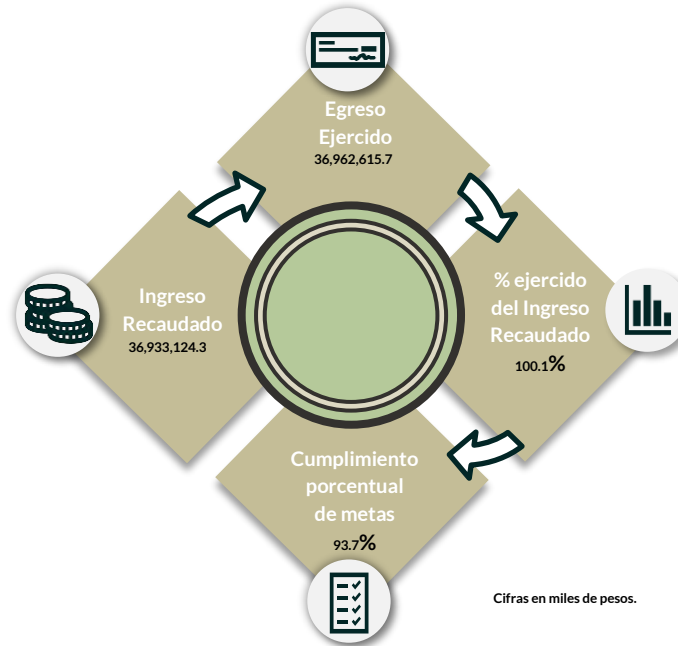 Egreso
Ejercido
36,962,615.7
Ingreso
Recaudado
36,933,124.3
% ejercido
del Ingreso
Recaudado
100.1%
Cumplimiento
porcentual
de metas
93.7%
Cifras en miles de pesos.